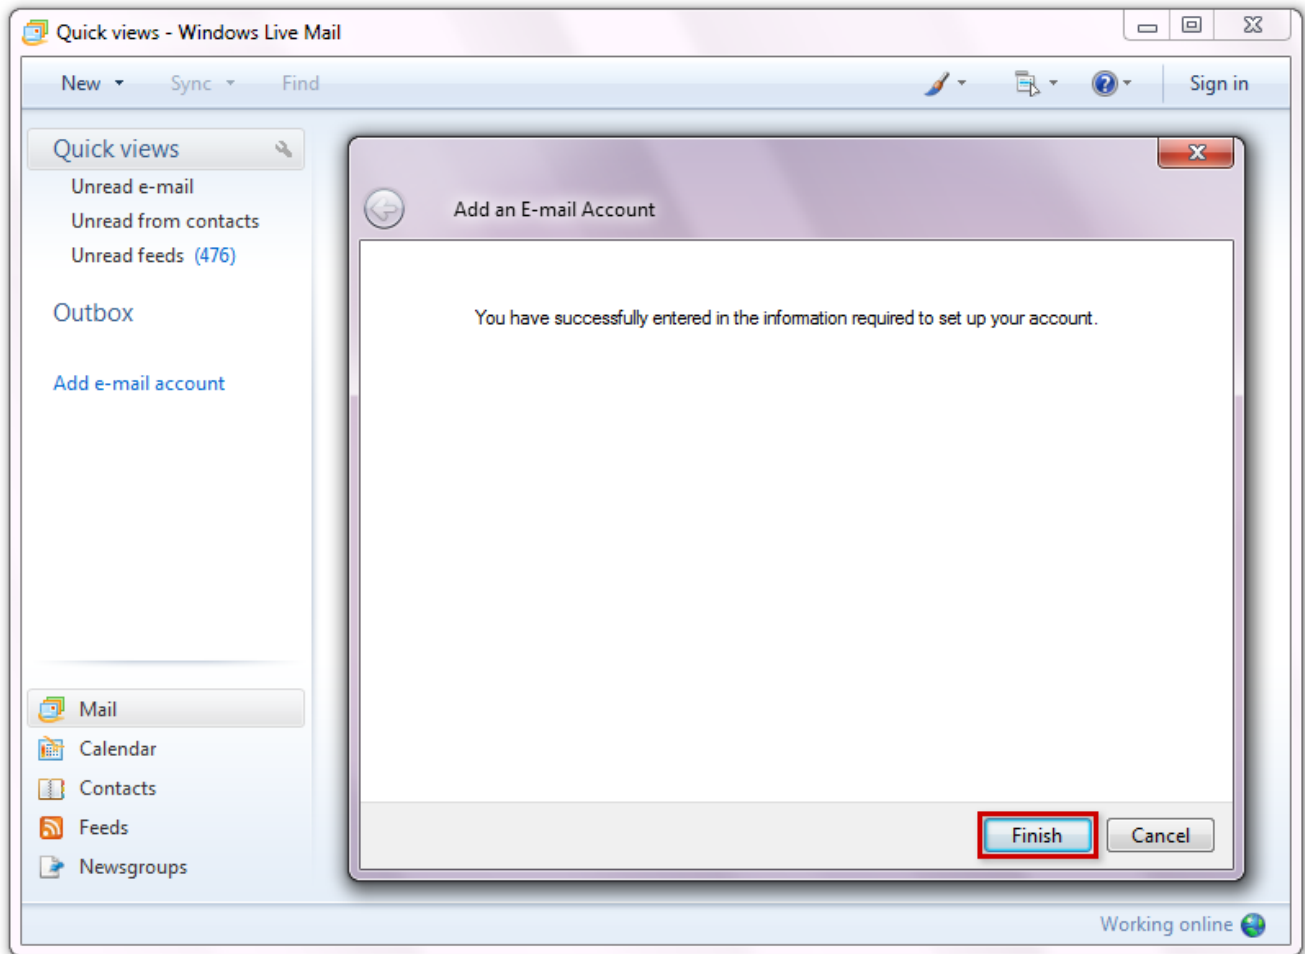 Quick views - Windows Live Mail
New Sync Find Sign in
Quick views
Unread e-mail
Unread from contacts
Unread feeds (476)
Outbox
Add e-mail account
Mail
Calendar
Contacts
Feeds
Newsgroups
Add an E-mail Account
You have successfully entered in the information required to set up your account.
Finish Cancel
Working online